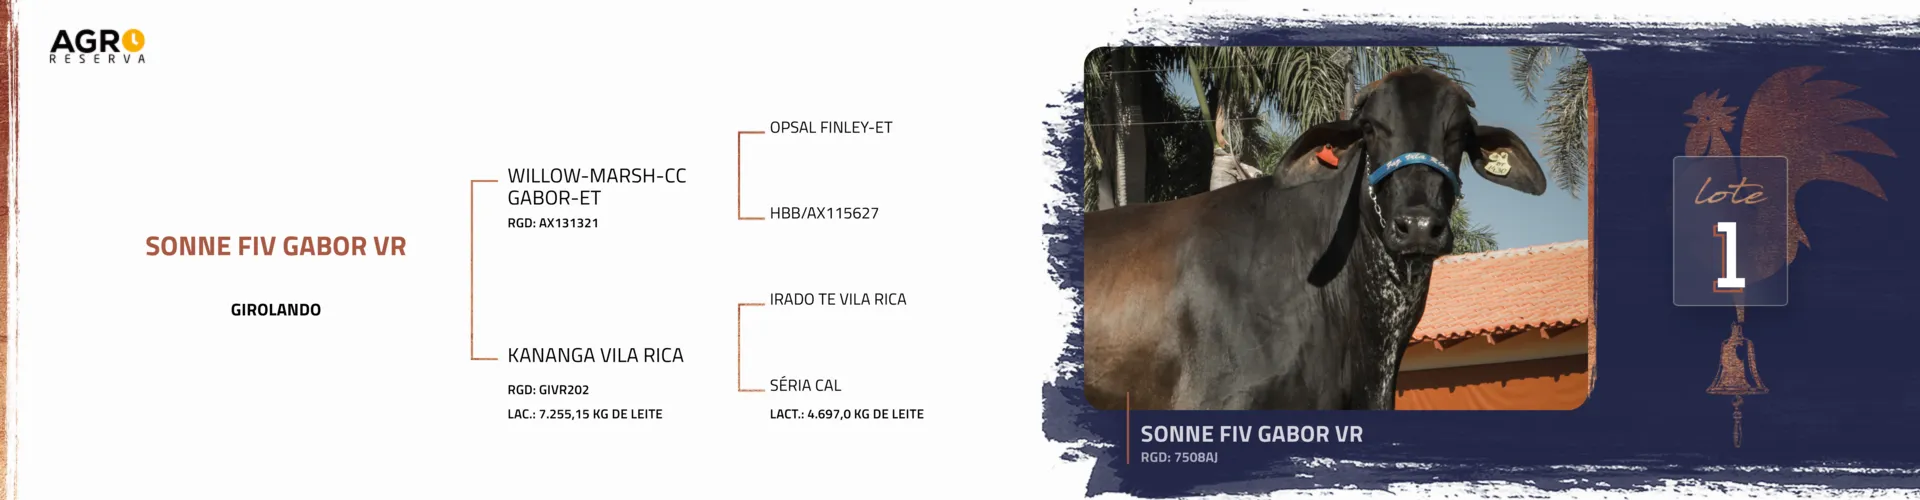 AGRO
RESERVA
SONNE FIV GABOR VR
GIROLANDO
WILLOW-MARSH-CC
GABOR-ET
RGD: AX131321
KANANGA VILA RICA
RGD: GIVR202
LAC.: 7.255,15 KG DE LEITE
OPSAL FINLEY-ET
HBB/AX115627
IRADO TE VILA RICA
SÉRIA CAL
LACT.: 4.697,0 KG DE LEITE
lote
1
SONNE FIV GABOR VR
RGD: 7508AJ